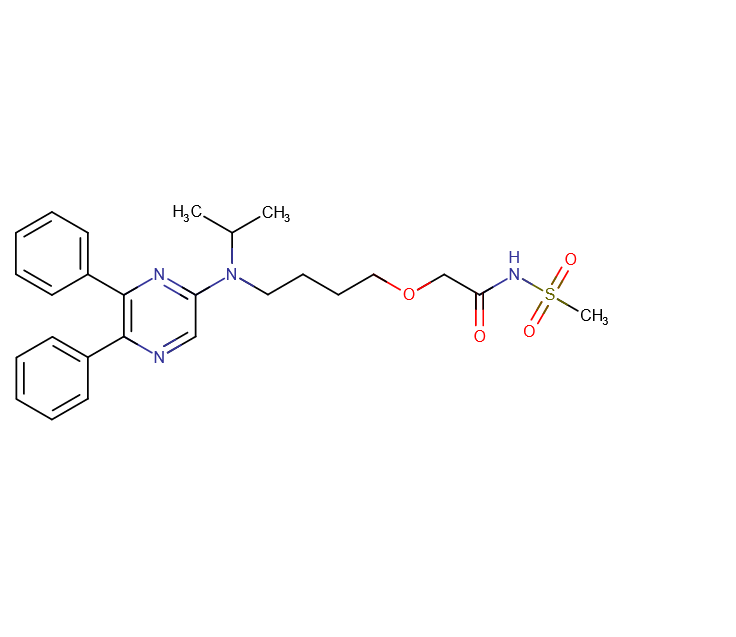 H₃C CH₃
H
N O
N N N
O S
O O CH₃
N